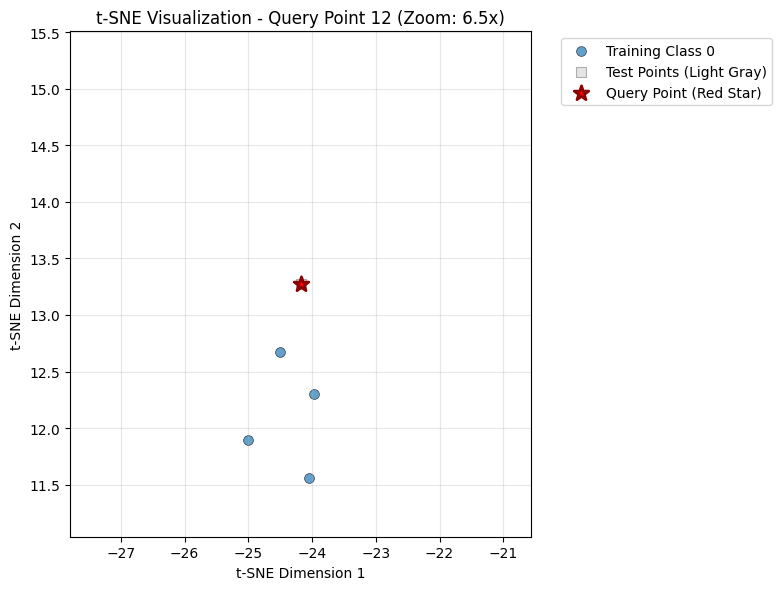 t-SNE Visualization - Query Point 12 (Zoom: 6.5x)
15.5
15.0
14.5
14.0
13.5
13.0
12.5
12.0
11.5
t-SNE Dimension 2
−27
−26
−25
−24
−23
−22
−21
t-SNE Dimension 1
Training Class 0
Test Points (Light Gray)
Query Point (Red Star)